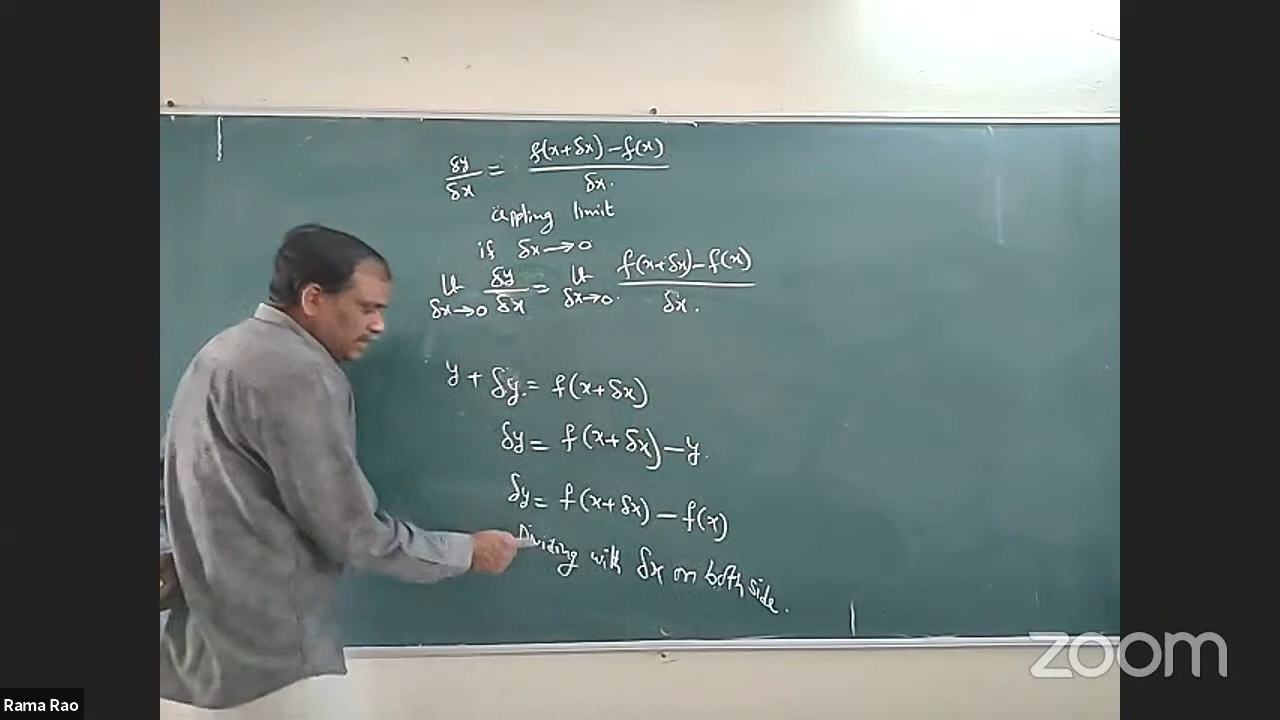 δy/δx = f(x+δx)-f(x)/δx.
appling limit
if δx→0
Lt δx→0 δy/δx = Lt δx→0. f(x+δx)-f(x)/δx.
y + δy = f(x+δx)
δy = f(x+δx)-y.
δy = f(x+δx) - f(x)
Dividing with δx on both side.
zoom
Rama Rao